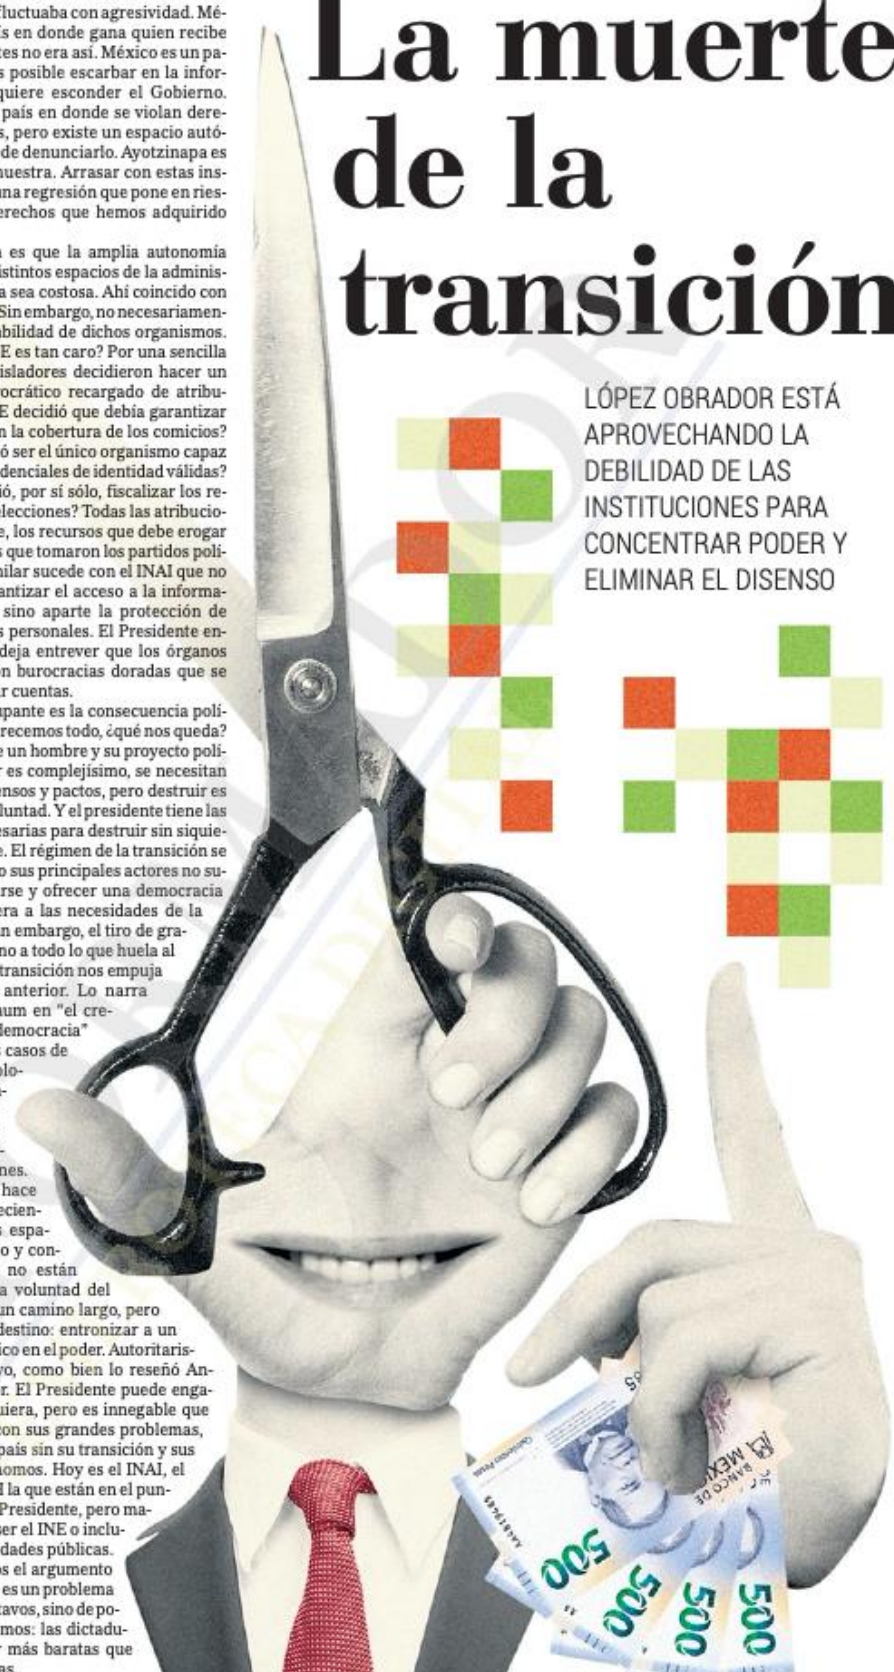 fluctuaba con agresividad. Mé-
ís en donde gana quien recibe
tes no era así. México es un pa-
s posible escarbar en la infor-
quiere esconder el Gobierno.
país en donde se violan dere-
s, pero existe un espacio autó-
de denunciarlo. Ayotzinapa es
uestra. Arrasar con estas ins-
una regresión que pone en ries-
erechos que hemos adquirido
es que la amplia autonomía
istintos espacios de la adminis-
a sea costosa. Ahí coincido con
Sin embargo, no necesariamen-
abilidad de dichos organismos.
E es tan caro? Por una sencilla
isladores decidieron hacer un
ocrático recargado de atribu-
E decidió que debía garantizar
n la cobertura de los comicios?
ó ser el único organismo capaz
denciales de identidad válidas?
ió, por sí sólo, fiscalizar los re-
elecciones? Todas las atribucio-
e, los recursos que debe erogar
s que tomaron los partidos polí-
milar sucede con el INAI que no
antizar el acceso a la informa-
sino aparte la protección de
s personales. El Presidente en-
deja entrever que los órganos
on burocracias doradas que se
ir cuentas.
upante es la consecuencia polí-
recemos todo, ¿qué nos queda?
e un hombre y su proyecto polí-
r es complejísimo, se necesitan
ensos y pactos, pero destruir es
luntad. Y el presidente tiene las
esarias para destruir sin siquie-
e. El régimen de la transición se
o sus principales actores no su-
rse y ofrecer una democracia
era a las necesidades de la
n embargo, el tiro de gra-
no a todo lo que huela al
transición nos empuja
anterior. Lo narra
um en "el cre-
democracia"
casos de
olo-
nes.
hace
ecien-
s espa-
o y con-
no están
a voluntad del
un camino largo, pero
destino: entronizar a un
ico en el poder. Autoritaris-
vo, como bien lo reseñó An-
r. El Presidente puede enga-
uiera, pero es innegable que
con sus grandes problemas,
país sin su transición y sus
nomos. Hoy es el INAI, el
I la que están en el pun-
Presidente, pero ma-
ser el INE o inclu-
dades públicas.
os el argumento
es un problema
tavos, sino de po-
mos: las dictadu-
r más baratas que
as.
La muerte
de la
transición
LÓPEZ OBRADOR ESTÁ
APROVECHANDO LA
DEBILIDAD DE LAS
INSTITUCIONES PARA
CONCENTRAR PODER Y
ELIMINAR EL DISENSO
Quinientos Pesos
BANCO DE
MÉXI
500
500
500
500